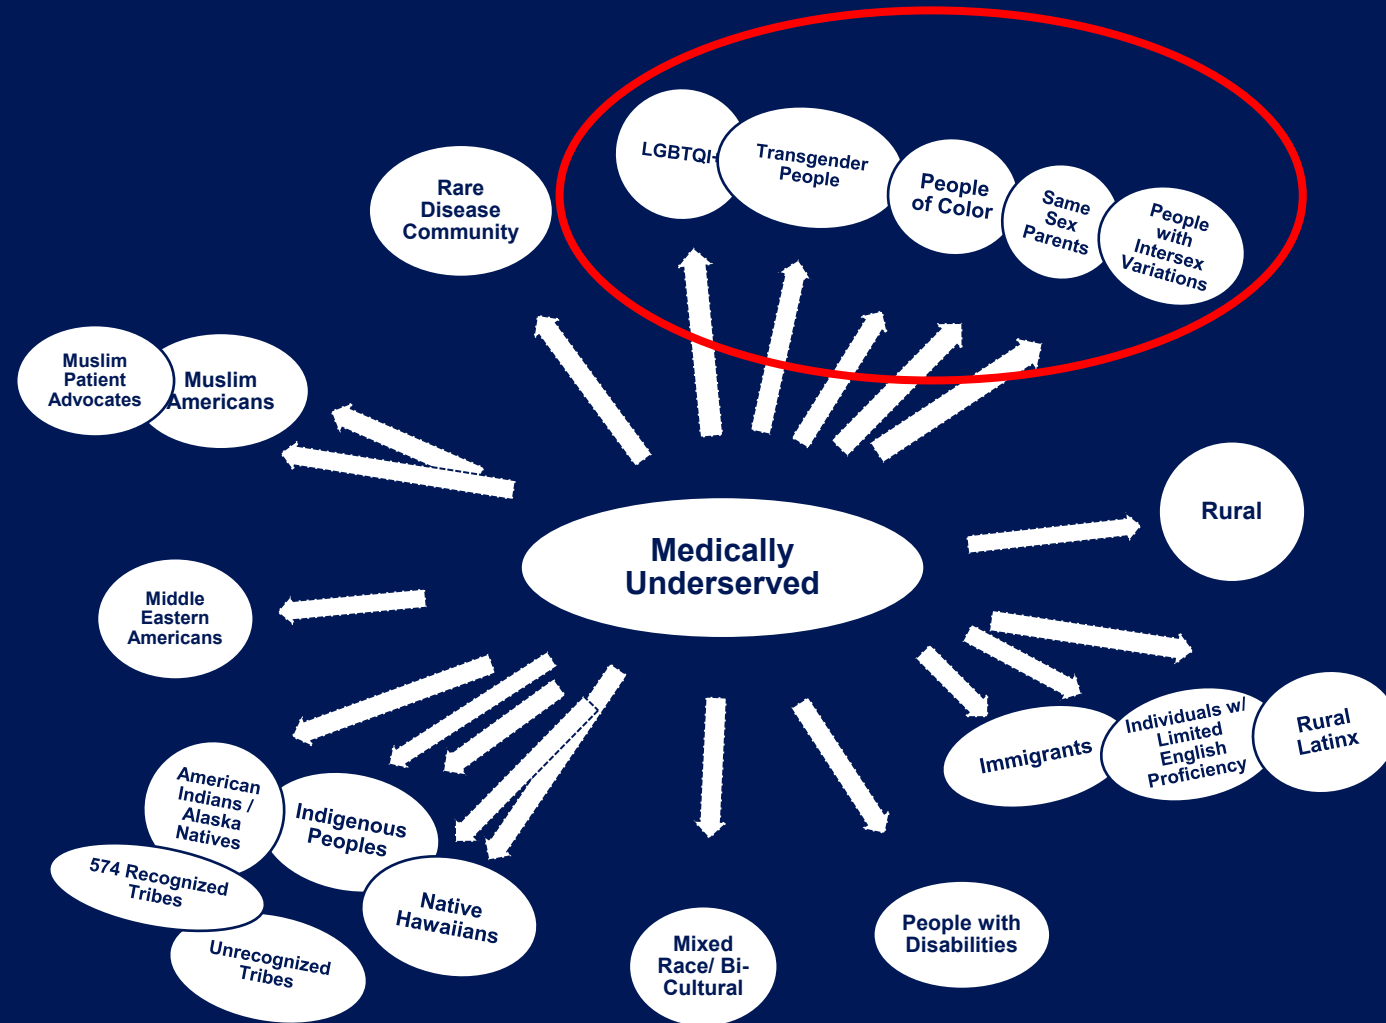 LGBTQI+
Transgender
People
People
of Color
Same
Sex
Parents
People
with
Intersex
Variations
Rare
Disease
Community
Muslim
Patient
Advocates
Muslim
Americans
Rural
Medically
Underserved
Middle
Eastern
Americans
Immigrants
Individuals w/
Limited
English
Proficiency
Rural
Latinx
American
Indians /
Alaska
Natives
Indigenous
Peoples
574 Recognized
Tribes
Native
Hawaiians
Unrecognized
Tribes
Mixed
Race/ Bi-
Cultural
People with
Disabilities